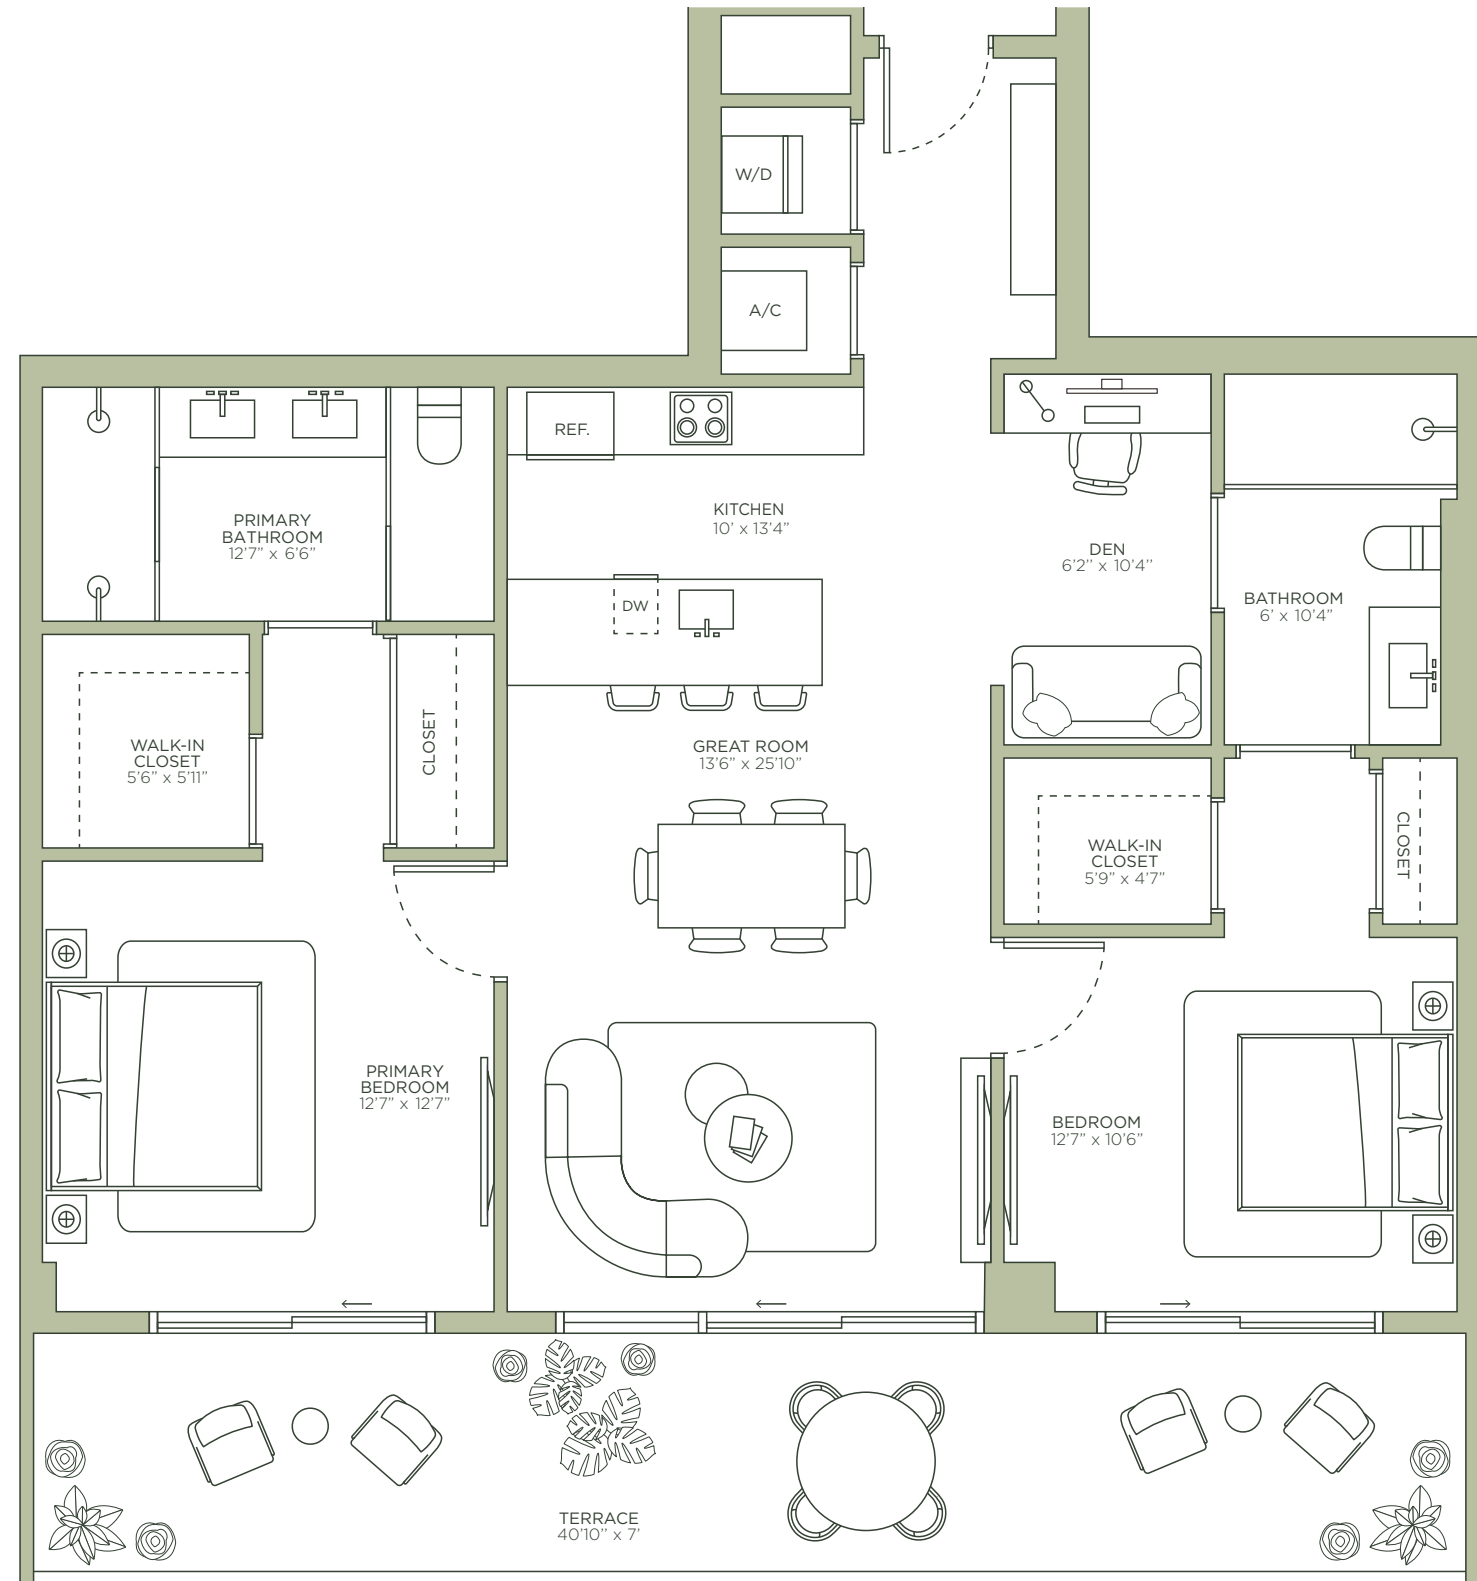 W/D
A/C
REF.
KITCHEN
10' x 13'4"
PRIMARY
BATHROOM
12'7" x 6'6"
DEN
6'2'' x 10'4''
BATHROOM
6' x 10'4"
DW
WALK-IN
CLOSET
5'6" x 5'11"
CLOSET
GREAT ROOM
13'6" x 25'10"
WALK-IN
CLOSET
5'9" x 4'7"
CLOSET
PRIMARY
BEDROOM
12'7" x 12'7"
BEDROOM
12'7" x 10'6"
TERRACE
40'10'' x 7'